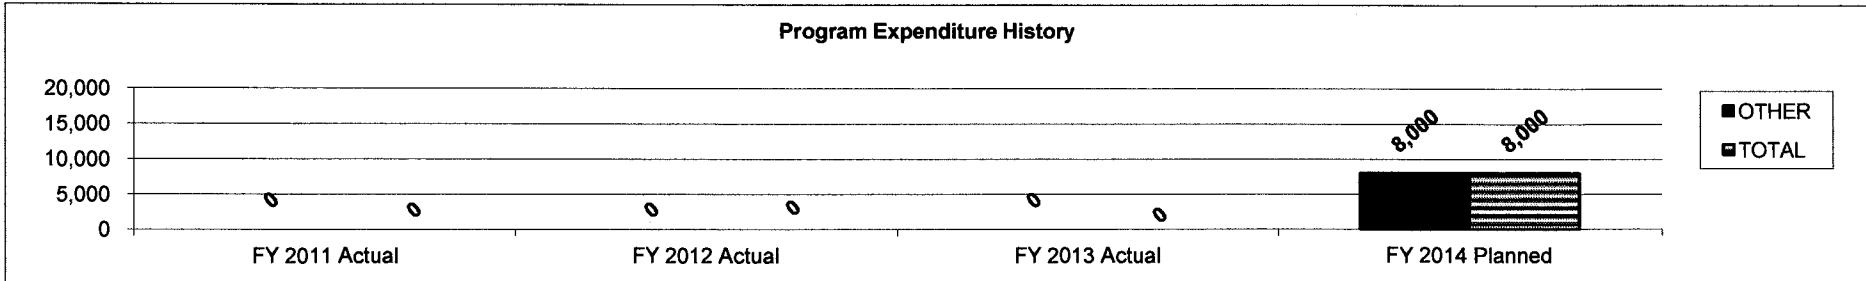 Program Expenditure History
20,000
15,000
10,000
5,000
0
0 0 0 0 0 0 8,000 8,000
FY 2011 Actual FY 2012 Actual FY 2013 Actual FY 2014 Planned
OTHER
TOTAL